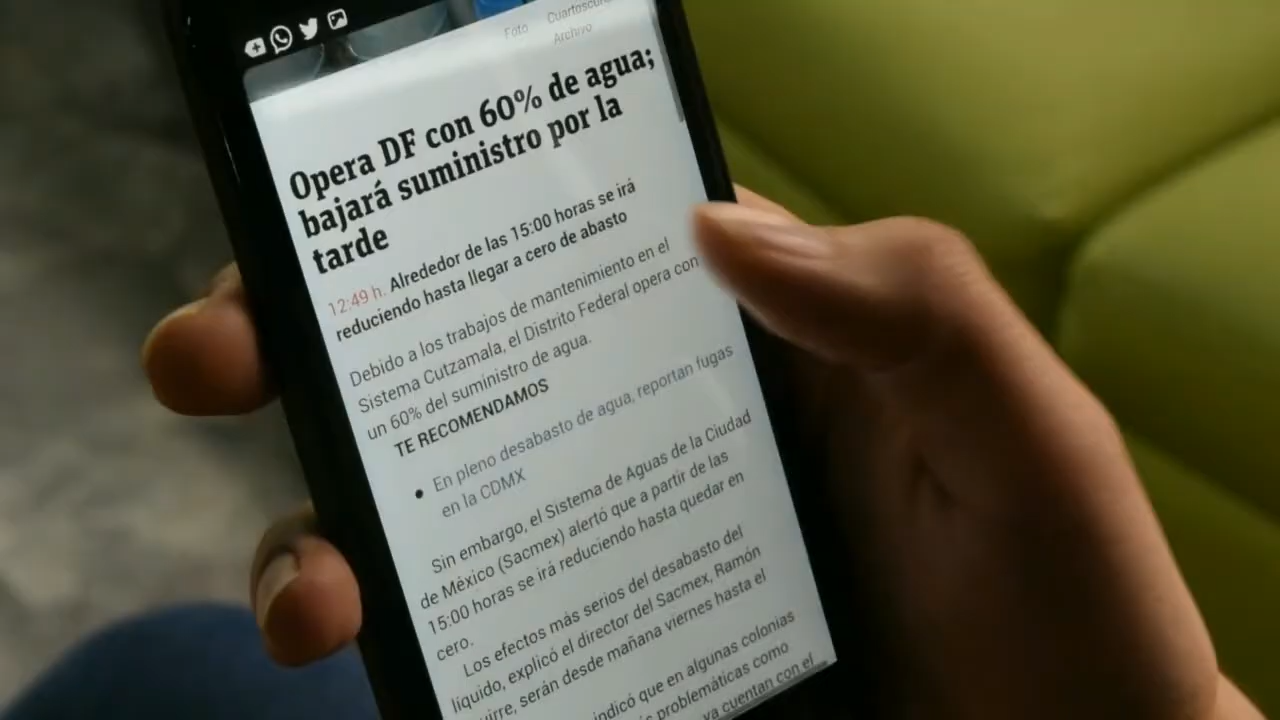 Foto Cuartoscuro
Archivo
Opera DF con 60% de agua;
bajará suministro por la
tarde
12:49 h. Alrededor de las 15:00 horas se irá
reduciendo hasta llegar a cero de abasto
Debido a los trabajos de mantenimiento en el
Sistema Cutzamala, el Distrito Federal opera con
un 60% del suministro de agua.
TE RECOMENDAMOS
• En pleno desabasto de agua, reportan fugas
en la CDMX
Sin embargo, el Sistema de Aguas de la Ciudad
de México (Sacmex) alertó que a partir de las
15:00 horas se irá reduciendo hasta quedar en
cero.
Los efectos más serios del desabasto del
líquido, explicó el director del Sacmex, Ramón
uirre, serán desde mañana viernes hasta el
indicó que en algunas colonias
problemáticas como
ya cuentan con el